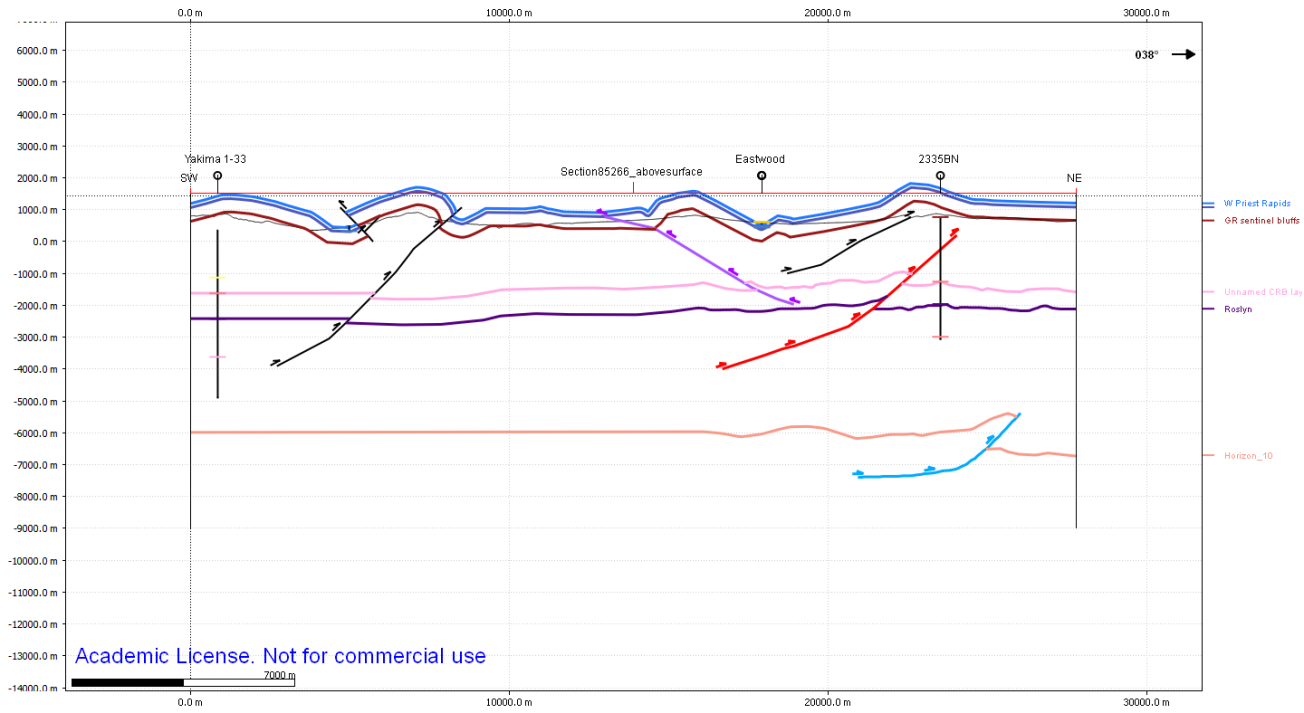 0.0 m 10000.0 m 20000.0 m 30000.0 m
6000.0 m
038°
5000.0 m
4000.0 m
3000.0 m
Yakima 1-33 Eastwood 2335BN
Section85266_abovesurface
SW NE
2000.0 m
W Priest Rapids
1000.0 m
GR sentinel bluffs
0.0 m
-1000.0 m
Unnamed CRB lay
-2000.0 m
Roslyn
-3000.0 m
-4000.0 m
-5000.0 m
-6000.0 m
Horizon_10
-7000.0 m
-8000.0 m
-9000.0 m
-10000.0 m
-11000.0 m
-12000.0 m
-13000.0 m
Academic License. Not for commercial use
7000 m
-14000.0 m
0.0 m 10000.0 m 20000.0 m 30000.0 m